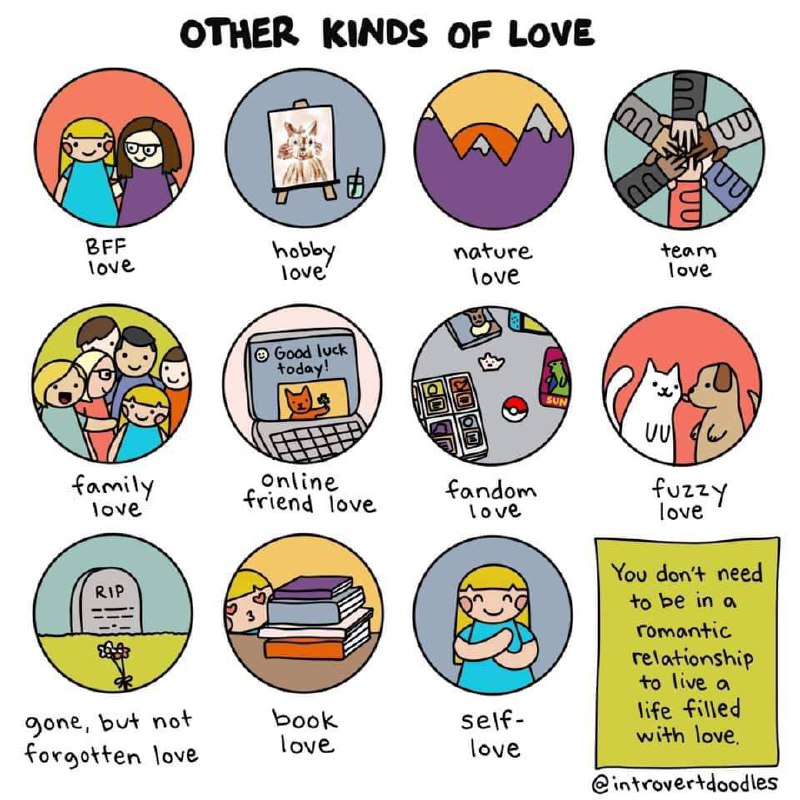 OTHER KINDS OF LOVE
BFF
love
hobby
love
nature
love
team
love
☺ Good luck
today!
SUN
family
love
online
friend love
fandom
love
fuzzy
love
RIP
gone, but not
forgotten love
book
love
self-
love
You don't need
to be in a
romantic
relationship
to live a
life filled
with love.
@introvertdoodles